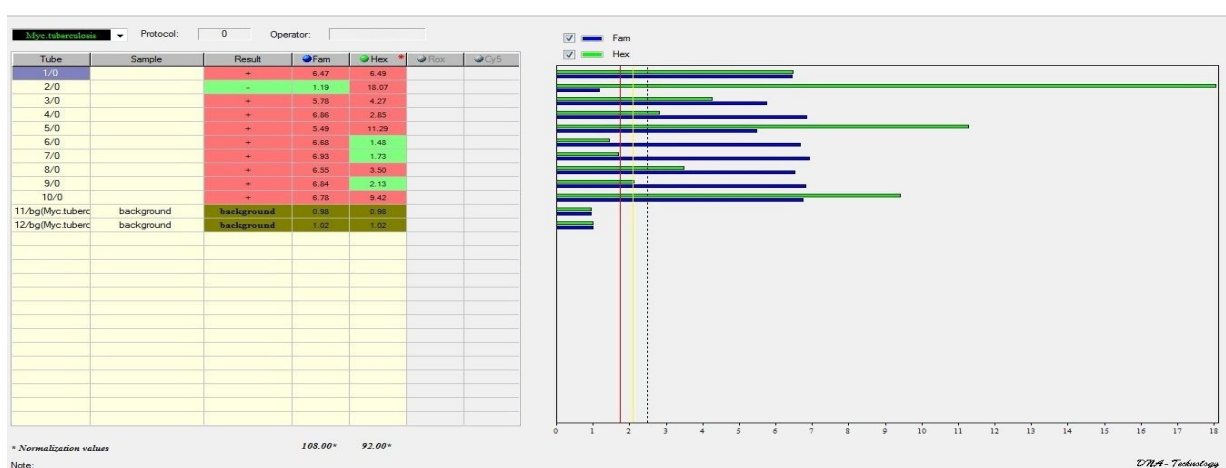 Myc.tuberculosis Protocol: 0 Operator:
Tube Sample Result Fam Hex * Rox Cy5
1/0 + 6.47 6.49
2/0 - 1.19 18.07
3/0 + 5.78 4.27
4/0 + 6.86 2.85
5/0 + 5.49 11.29
6/0 + 6.68 1.48
7/0 + 6.93 1.73
8/0 + 6.55 3.50
9/0 + 6.84 2.13
10/0 + 6.78 9.42
11/bg(Myc.tuberc background background 0.98 0.98
12/bg(Myc.tuberc background background 1.02 1.02
* Normalization values 108.00* 92.00*
Note:
Fam
Hex
0 1 2 3 4 5 6 7 8 9 10 11 12 13 14 15 16 17 18
DNA-Technology